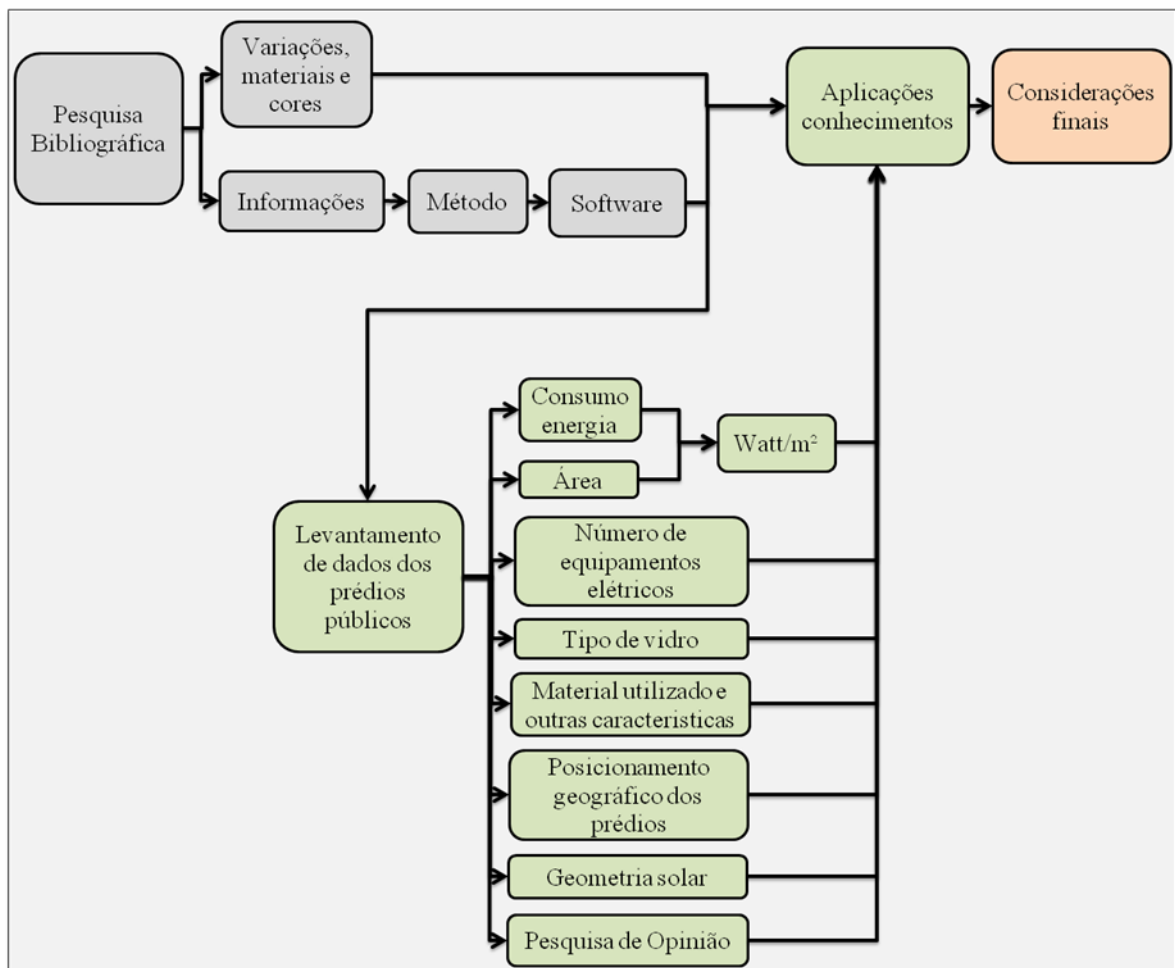 Pesquisa
Bibliográfica
Variações,
materiais e
cores
Informações
Método
Software
Aplicações
conhecimentos
Considerações
finais
Levantamento
de dados dos
prédios
públicos
Consumo
energia
Área
Watt/m²
Número de
equipamentos
elétricos
Tipo de vidro
Material utilizado e
outras caracteristicas
Posicionamento
geográfico dos
prédios
Geometria solar
Pesquisa de Opinião